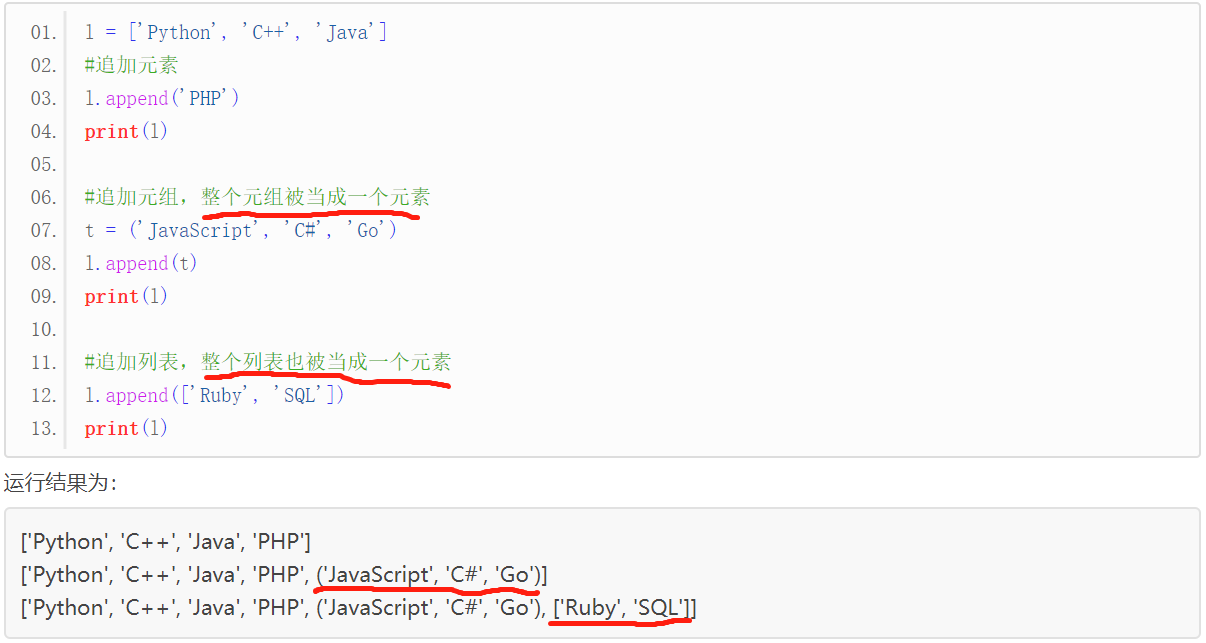 01. l = ['Python', 'C++', 'Java']
02. #追加元素
03. l.append('PHP')
04. print(l)
05.
06. #追加元组，整个元组被当成一个元素
07. t = ('JavaScript', 'C#', 'Go')
08. l.append(t)
09. print(l)
10.
11. #追加列表，整个列表也被当成一个元素
12. l.append(['Ruby', 'SQL'])
13. print(l)
运行结果为：
['Python', 'C++', 'Java', 'PHP']
['Python', 'C++', 'Java', 'PHP', ('JavaScript', 'C#', 'Go')]
['Python', 'C++', 'Java', 'PHP', ('JavaScript', 'C#', 'Go'), ['Ruby', 'SQL']]